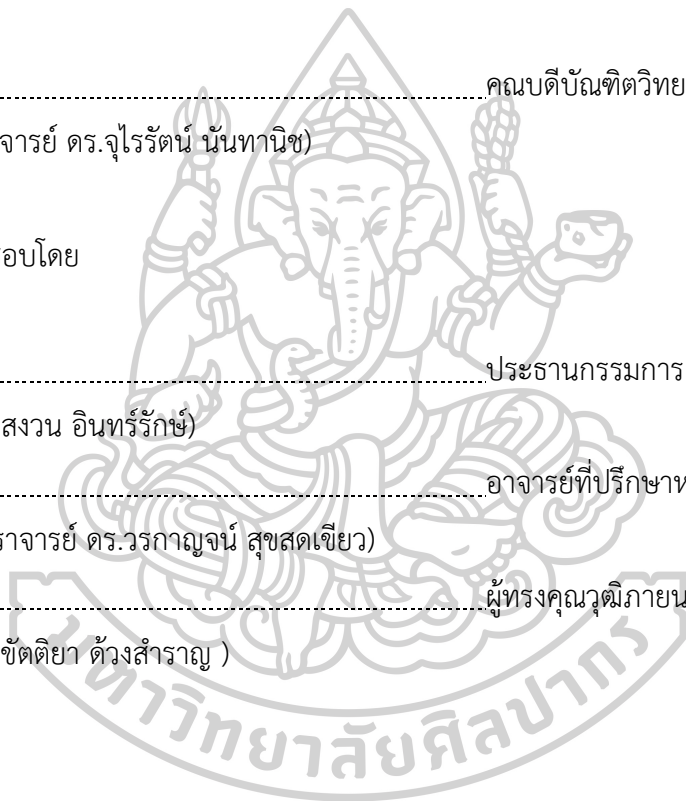 คณบดีบัณฑิตวิทย
จารย์ ดร.จุไรรัตน์ นันทานิช)
อบโดย
ประธานกรรมการ
สงวน อินทร์รักษ์)
อาจารย์ที่ปรึกษาห
ราจารย์ ดร.วรกาญจน์ สุขสดเขียว)
ผู้ทรงคุณวุฒิภายน
ขัตติยา ด้วงสำราญ )
มหาวิทยาลัยศิลปากร